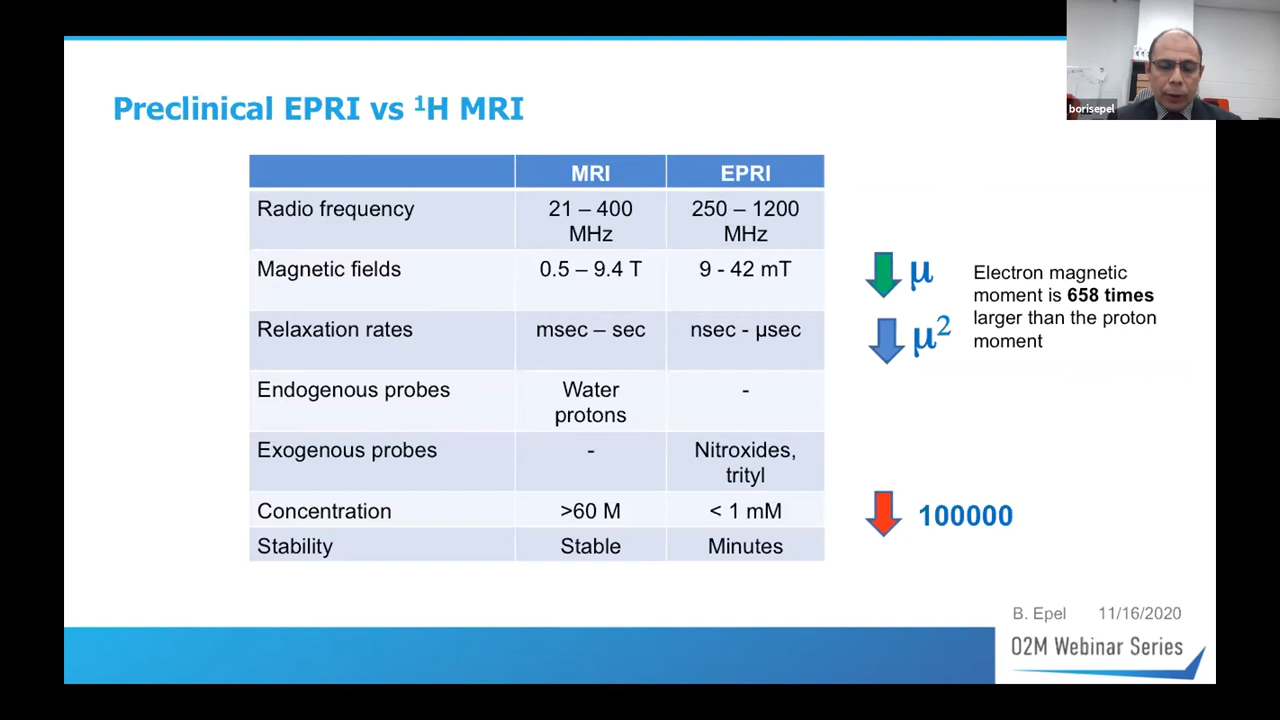 borisepel
Preclinical EPRI vs ¹H MRI
MRI EPRI
Radio frequency 21 – 400 MHz 250 – 1200 MHz
Magnetic fields 0.5 – 9.4 T 9 - 42 mT
Relaxation rates msec – sec nsec - µsec
Endogenous probes Water protons -
Exogenous probes - Nitroxides, trityl
Concentration >60 M < 1 mM
Stability Stable Minutes
µ
µ²
Electron magnetic
moment is 658 times
larger than the proton
moment
100000
B. Epel 11/16/2020
O2M Webinar Series